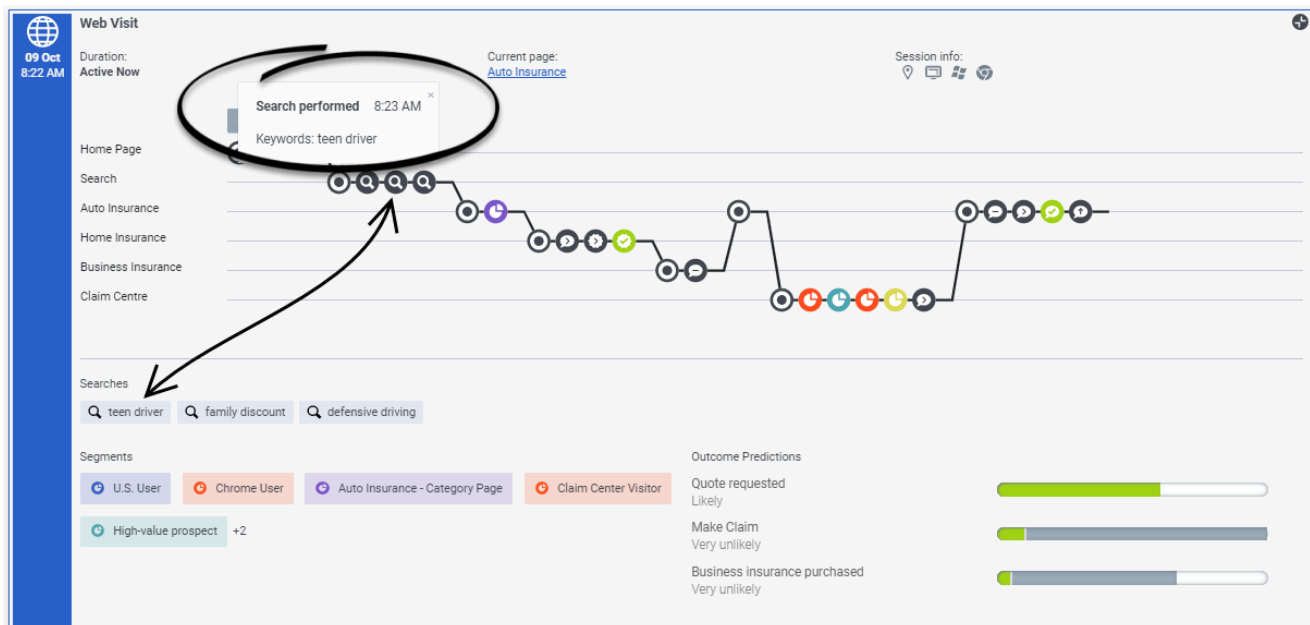 Web Visit
09 Oct
8:22 AM
Duration:
Active Now
Current page:
Auto Insurance
Session info:
Search performed 8:23 AM ×
Keywords: teen driver
Home Page
Search
Auto Insurance
Home Insurance
Business Insurance
Claim Centre
Searches
teen driver family discount defensive driving
Segments
U.S. User Chrome User Auto Insurance - Category Page Claim Center Visitor
High-value prospect +2
Outcome Predictions
Quote requested
Likely
Make Claim
Very unlikely
Business insurance purchased
Very unlikely